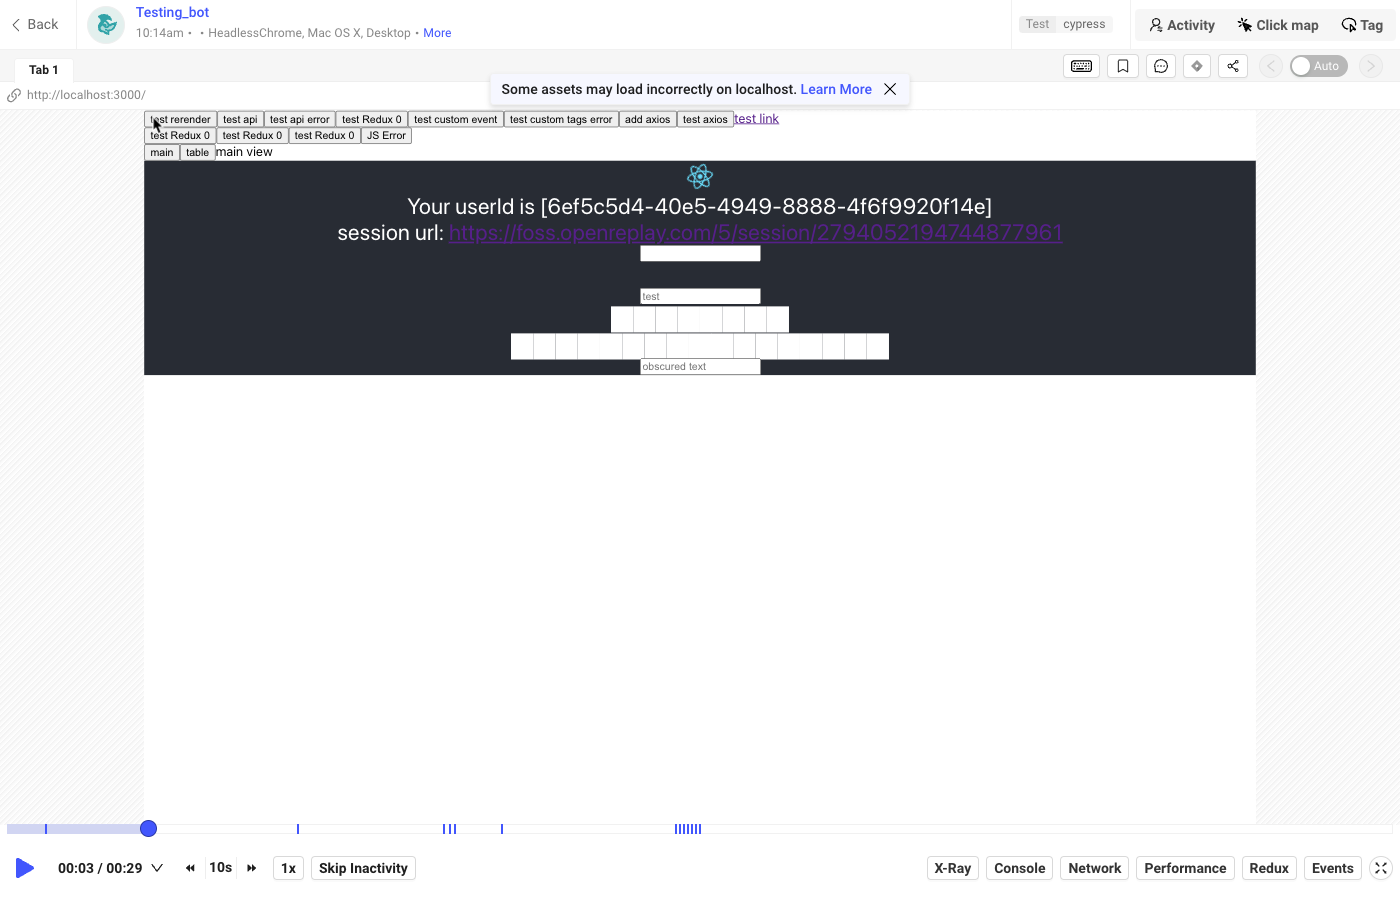 Back
Testing_bot
10:14am • • HeadlessChrome, Mac OS X, Desktop • More
Test cypress
Activity
Click map
Tag
Tab 1
Auto
http://localhost:3000/
Some assets may load incorrectly on localhost. Learn More
test rerender test api test api error test Redux 0 test custom event test custom tags error add axios test axios test link
test Redux 0 test Redux 0 test Redux 0 JS Error
main table main view
Your userId is [6ef5c5d4-40e5-4949-8888-4f6f9920f14e]
session url: https://foss.openreplay.com/5/session/2794052194744877961
test
obscured text
00:03 / 00:29 10s 1x Skip Inactivity X-Ray Console Network Performance Redux Events